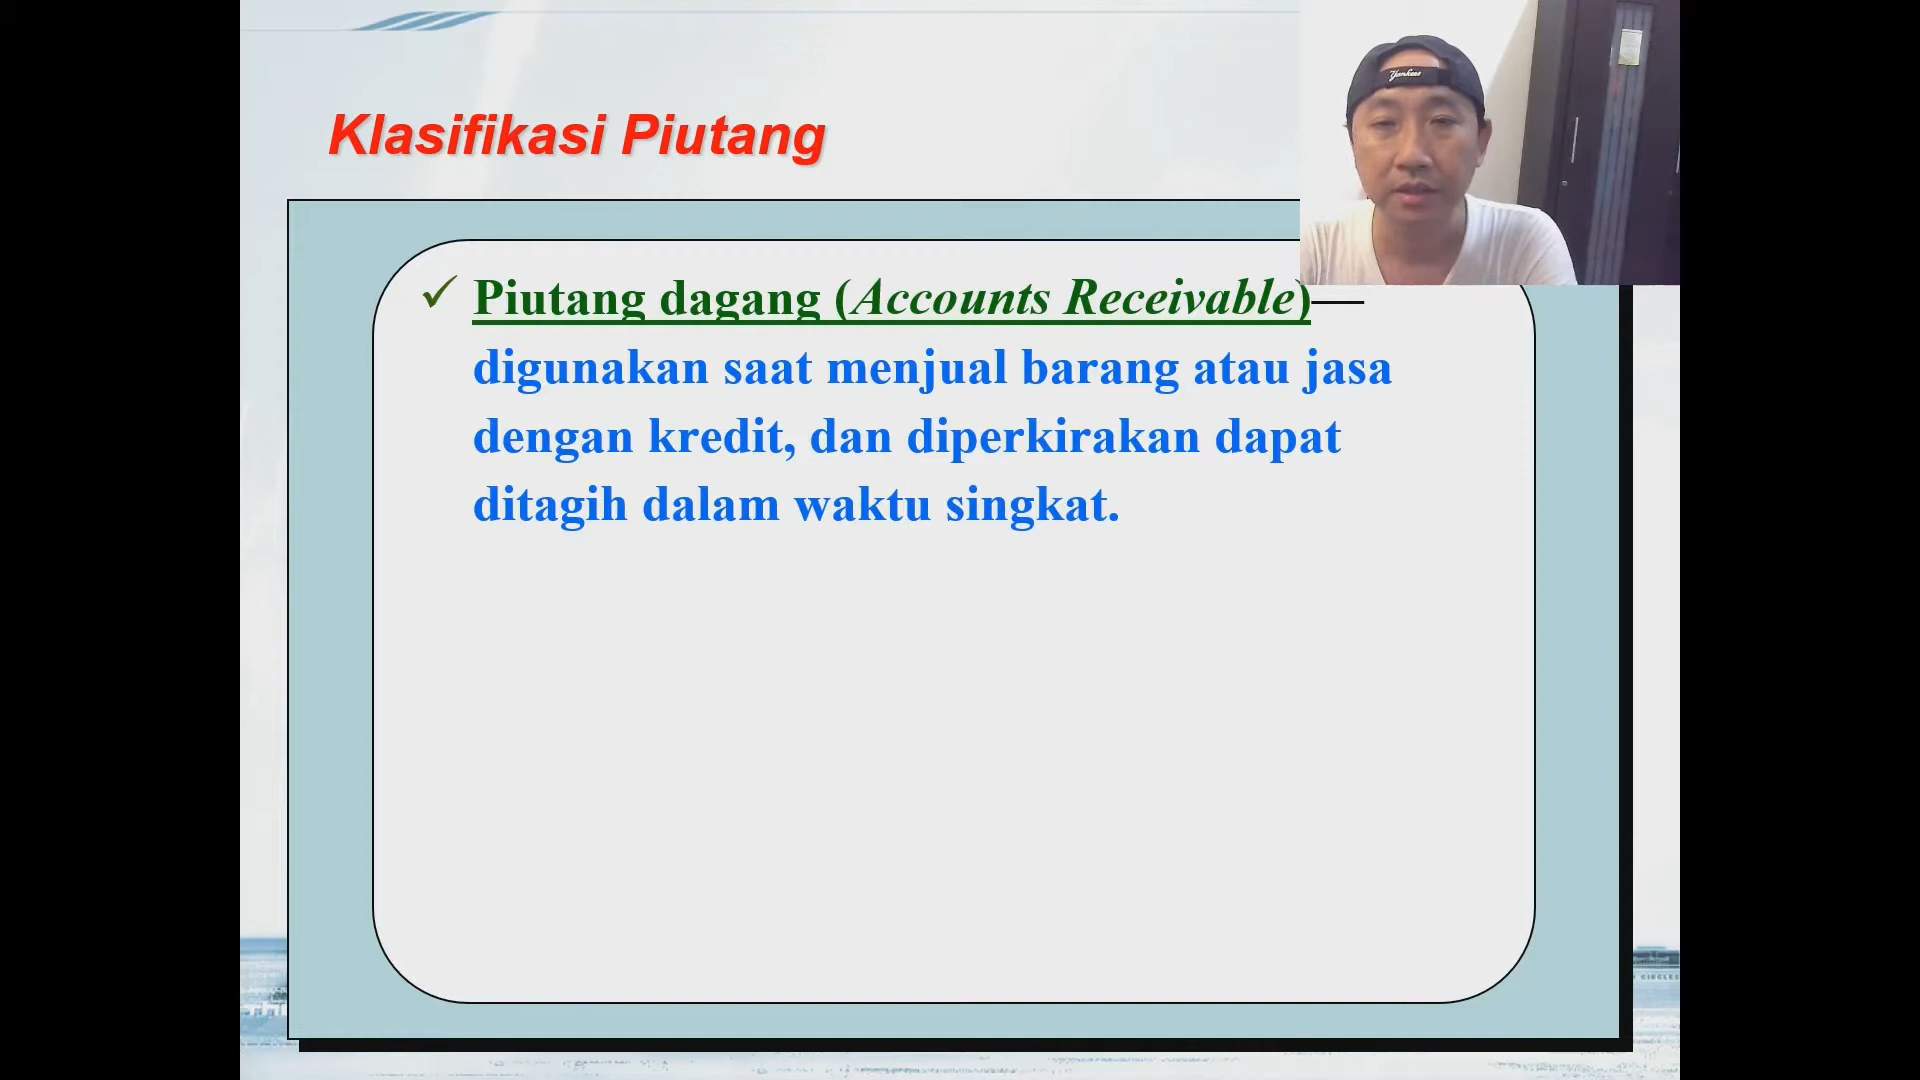 Klasifikasi Piutang
Yankees
✓ Piutang dagang (Accounts Receivable)—
digunakan saat menjual barang atau jasa
dengan kredit, dan diperkirakan dapat
ditagih dalam waktu singkat.